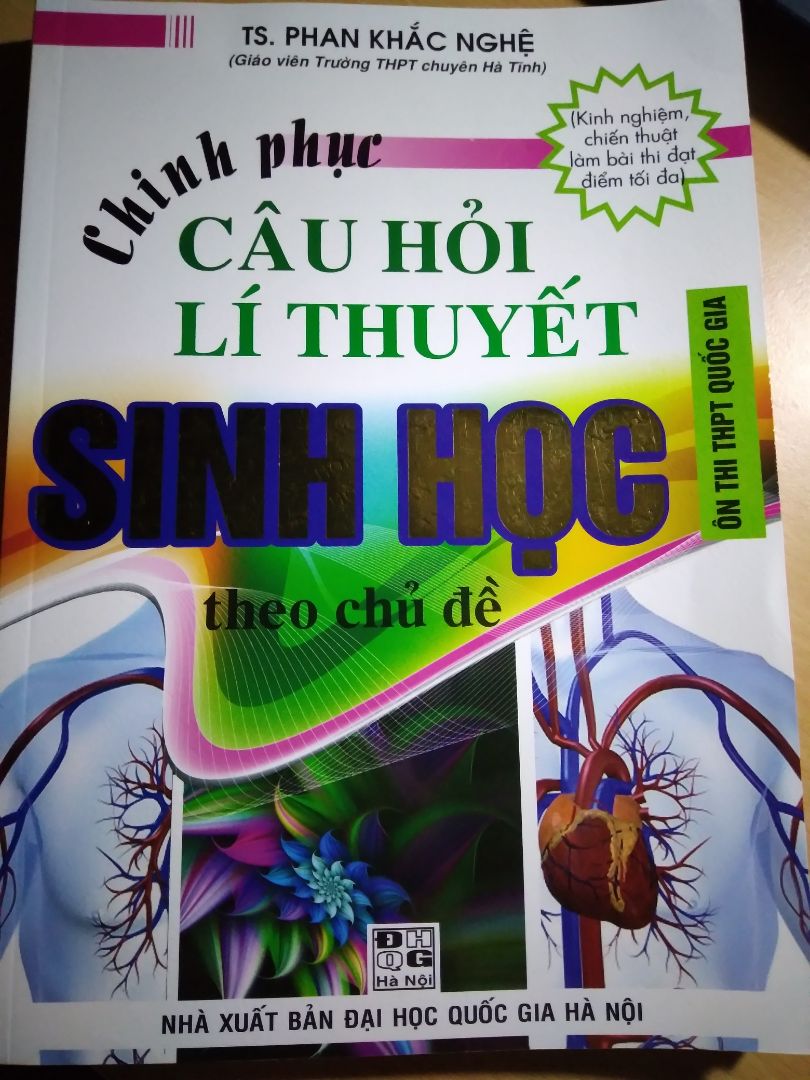 TS. PHAN KHẮC NGHỆ
(Giáo viên Trường THPT chuyên Hà Tĩnh)
(Kinh nghiệm,
chiến thuật
làm bài thi đạt
điểm tối đa)
Chinh phục
CÂU HỎI
LÍ THUYẾT
ÔN THI THPT QUỐC GIA
SINH HỌC
theo chủ đề
ĐH
QG
Hà Nội
NHÀ XUẤT BẢN ĐẠI HỌC QUỐC GIA HÀ NỘI